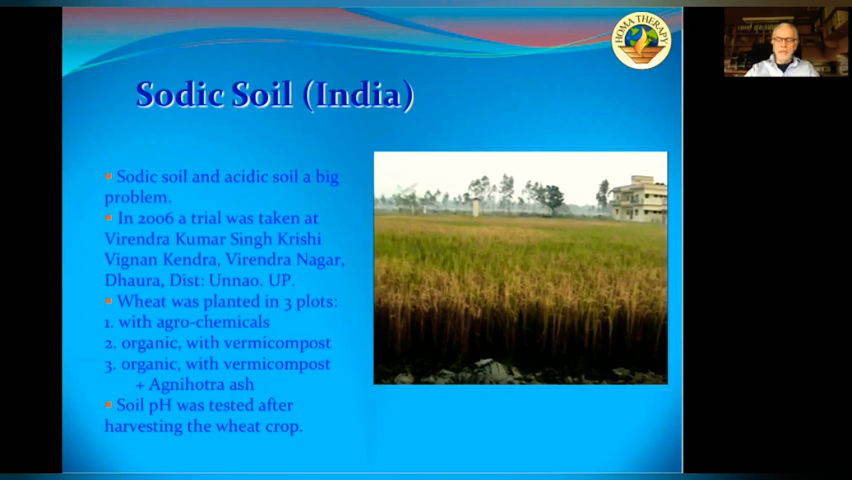 HOMA THERAPY
Sodic Soil (India)
Sodic soil and acidic soil a big
problem.
In 2006 a trial was taken at
Virendra Kumar Singh Krishi
Vignan Kendra, Virendra Nagar,
Dhaura, Dist: Unnao. UP.
Wheat was planted in 3 plots:
1. with agro-chemicals
2. organic, with vermicompost
3. organic, with vermicompost
+ Agnihotra ash
Soil pH was tested after
harvesting the wheat crop.